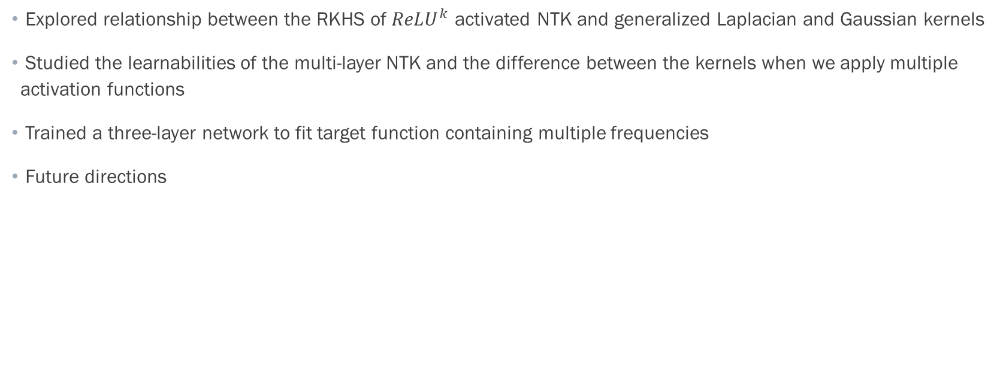 • Explored relationship between the RKHS of ReLUᵏ activated NTK and generalized Laplacian and Gaussian kernels
• Studied the learnabilities of the multi-layer NTK and the difference between the kernels when we apply multiple
activation functions
• Trained a three-layer network to fit target function containing multiple frequencies
• Future directions